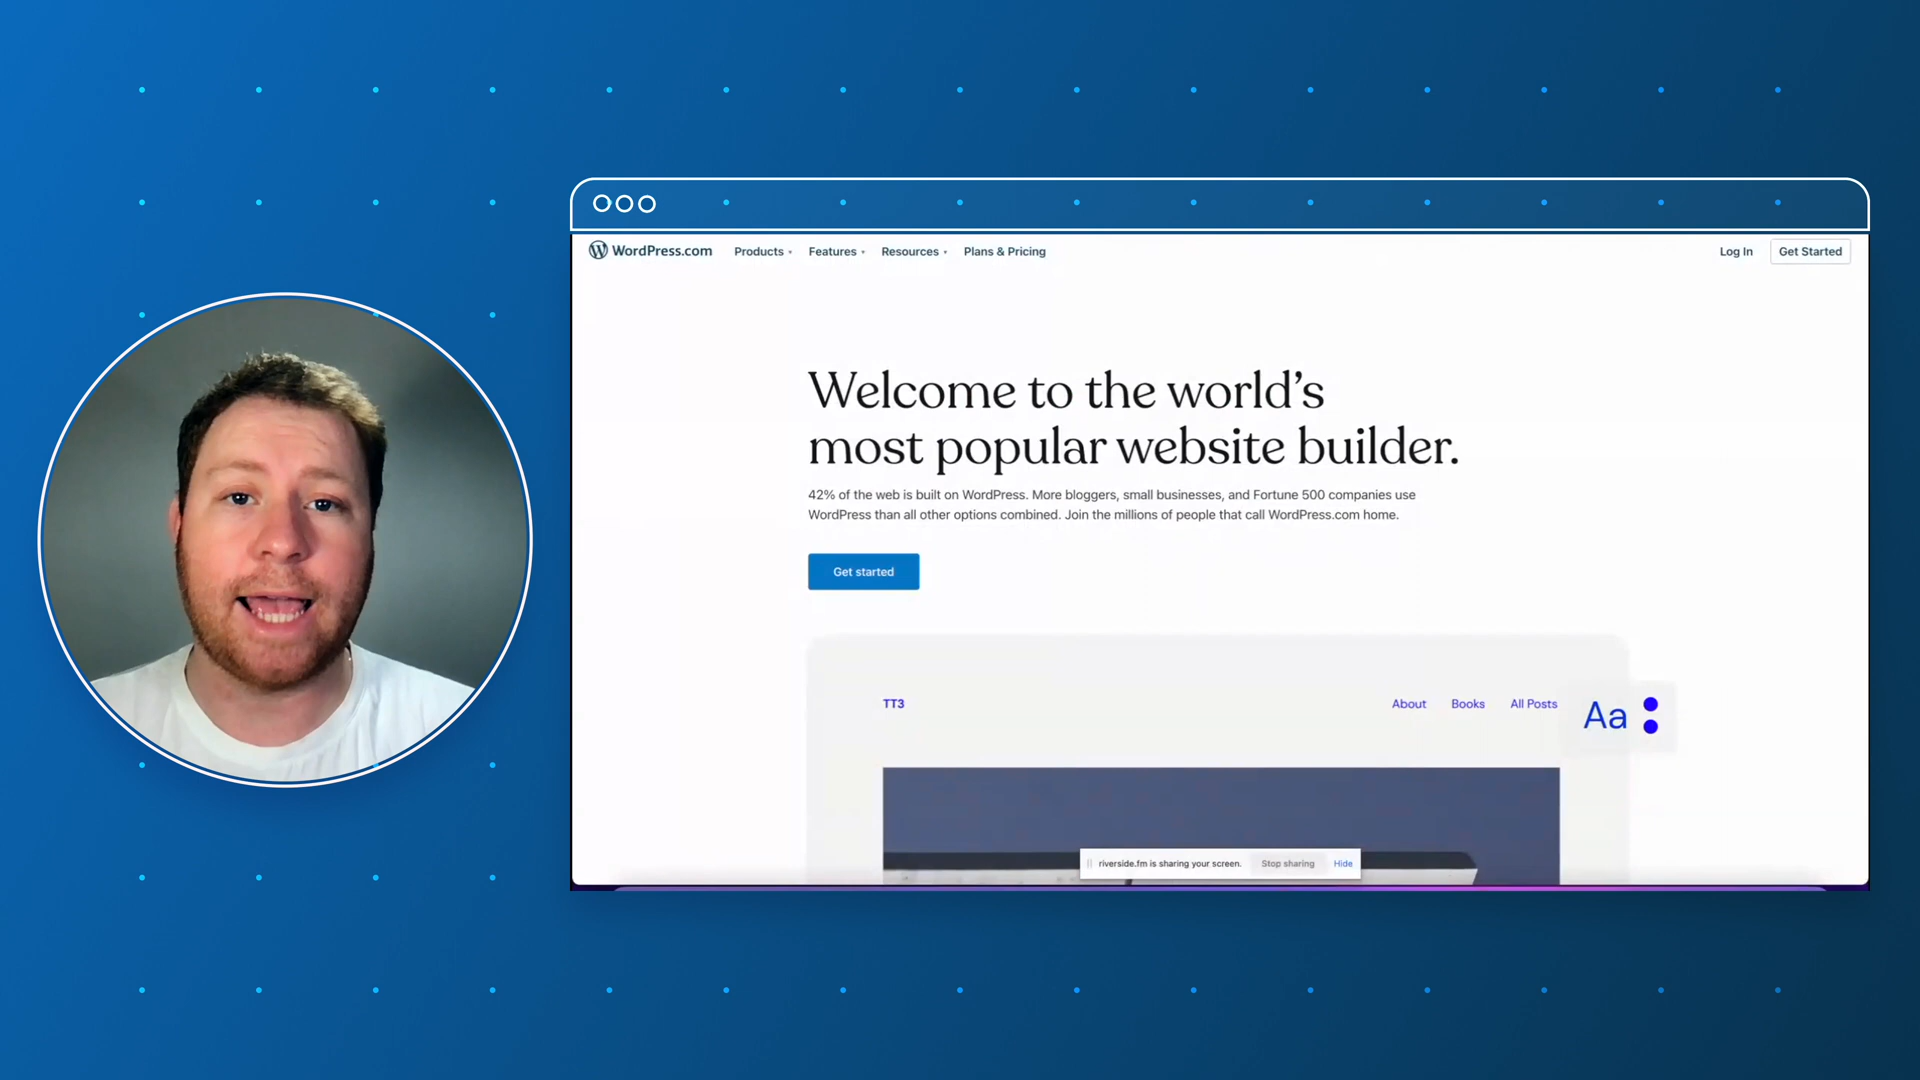 WordPress.com Products Features Resources Plans & Pricing Log In Get Started
Welcome to the world's
most popular website builder.
42% of the web is built on WordPress. More bloggers, small businesses, and Fortune 500 companies use
WordPress than all other options combined. Join the millions of people that call WordPress.com home.
Get started
TT3 About Books All Posts
Aa
riverside.fm is sharing your screen. Stop sharing Hide